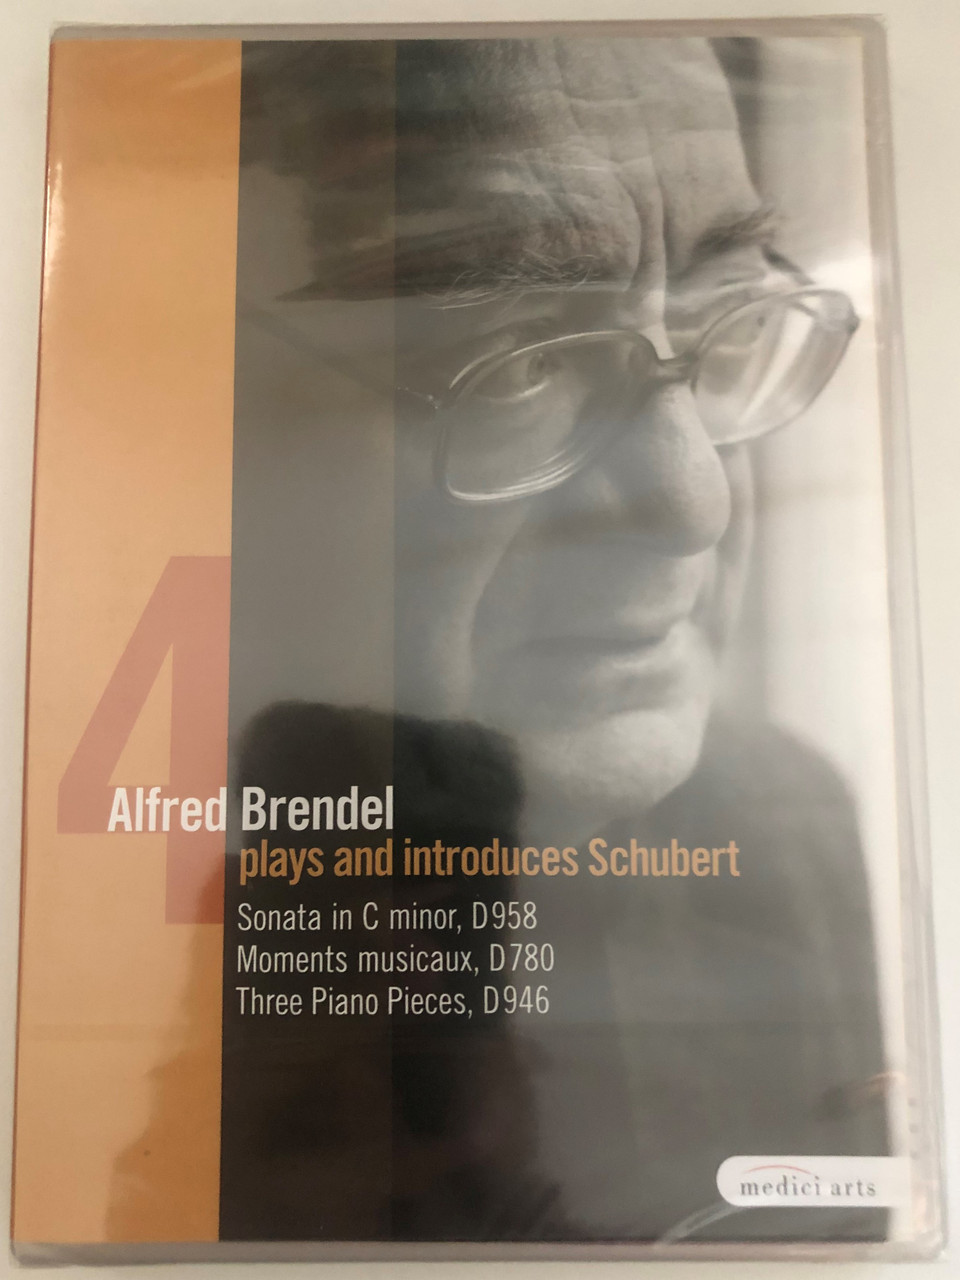 4
Alfred Brendel
plays and introduces Schubert
Sonata in C minor, D958
Moments musicaux, D780
Three Piano Pieces, D946
medici arts